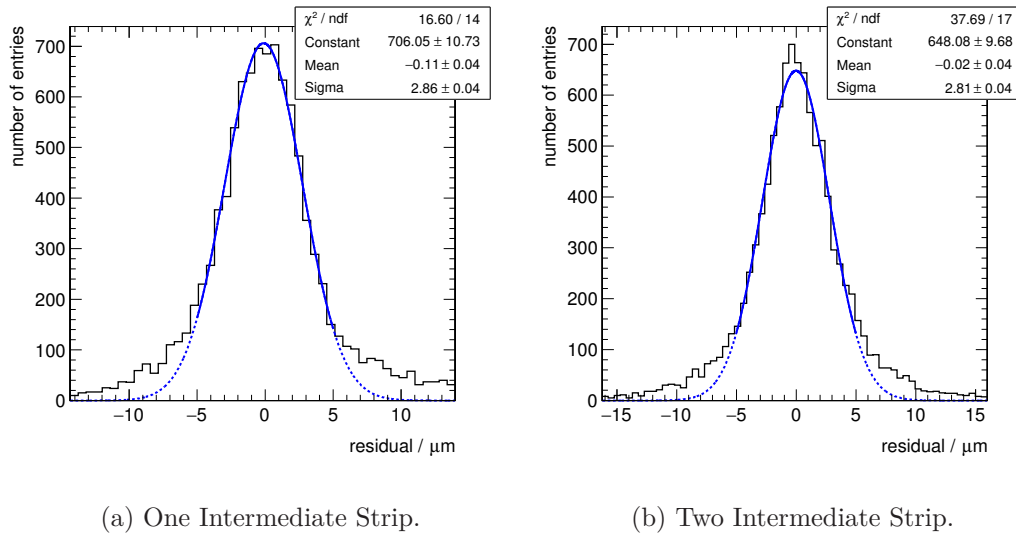 χ² / ndf 16.60 / 14
Constant 706.05 ± 10.73
Mean −0.11 ± 0.04
Sigma 2.86 ± 0.04
number of entries
700
600
500
400
300
200
100
0
−10 −5 0 5 10
residual / μm
(a) One Intermediate Strip.
χ² / ndf 37.69 / 17
Constant 648.08 ± 9.68
Mean −0.02 ± 0.04
Sigma 2.81 ± 0.04
number of entries
700
600
500
400
300
200
100
0
−15 −10 −5 0 5 10 15
residual / μm
(b) Two Intermediate Strip.